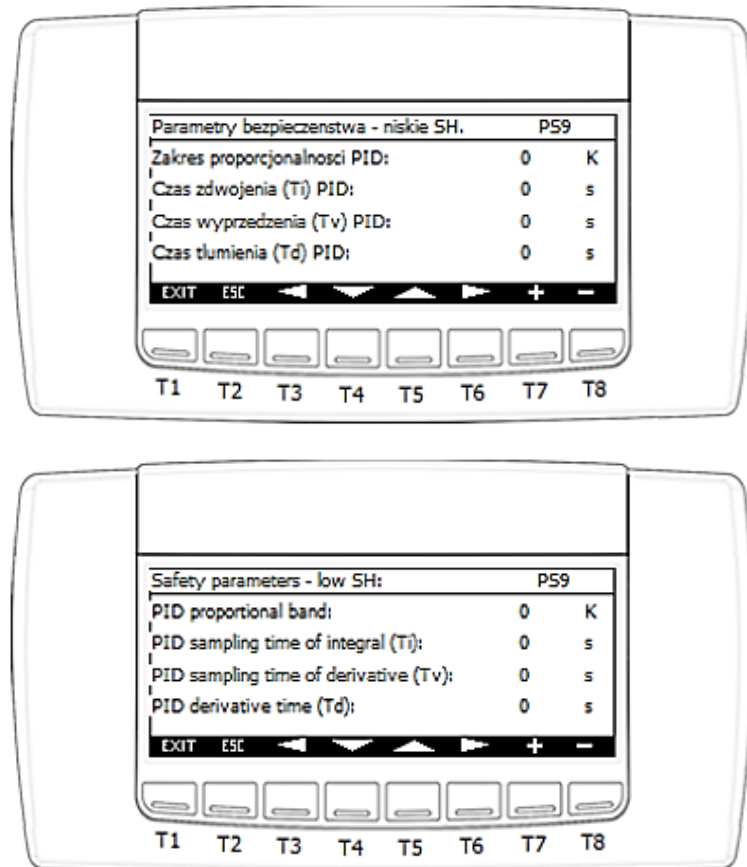 Parametry bezpieczenstwa - niskie SH. PS9
Zakres proporcjonalnosci PID: 0 K
Czas zdwojenia (Ti) PID: 0 s
Czas wyprzedzenia (Tv) PID: 0 s
Czas tlumienia (Td) PID: 0 s
EXIT ESC + -
T1 T2 T3 T4 T5 T6 T7 T8
Safety parameters - low SH: PS9
PID proportional band: 0 K
PID sampling time of integral (Ti): 0 s
PID sampling time of derivative (Tv): 0 s
PID derivative time (Td): 0 s
EXIT ESC + -
T1 T2 T3 T4 T5 T6 T7 T8